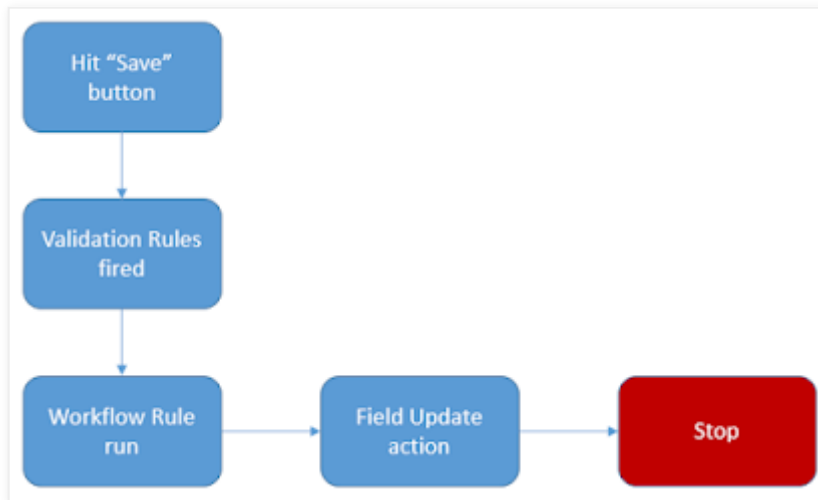 Hit “Save”
button
Validation Rules
fired
Workflow Rule
run
Field Update
action
Stop